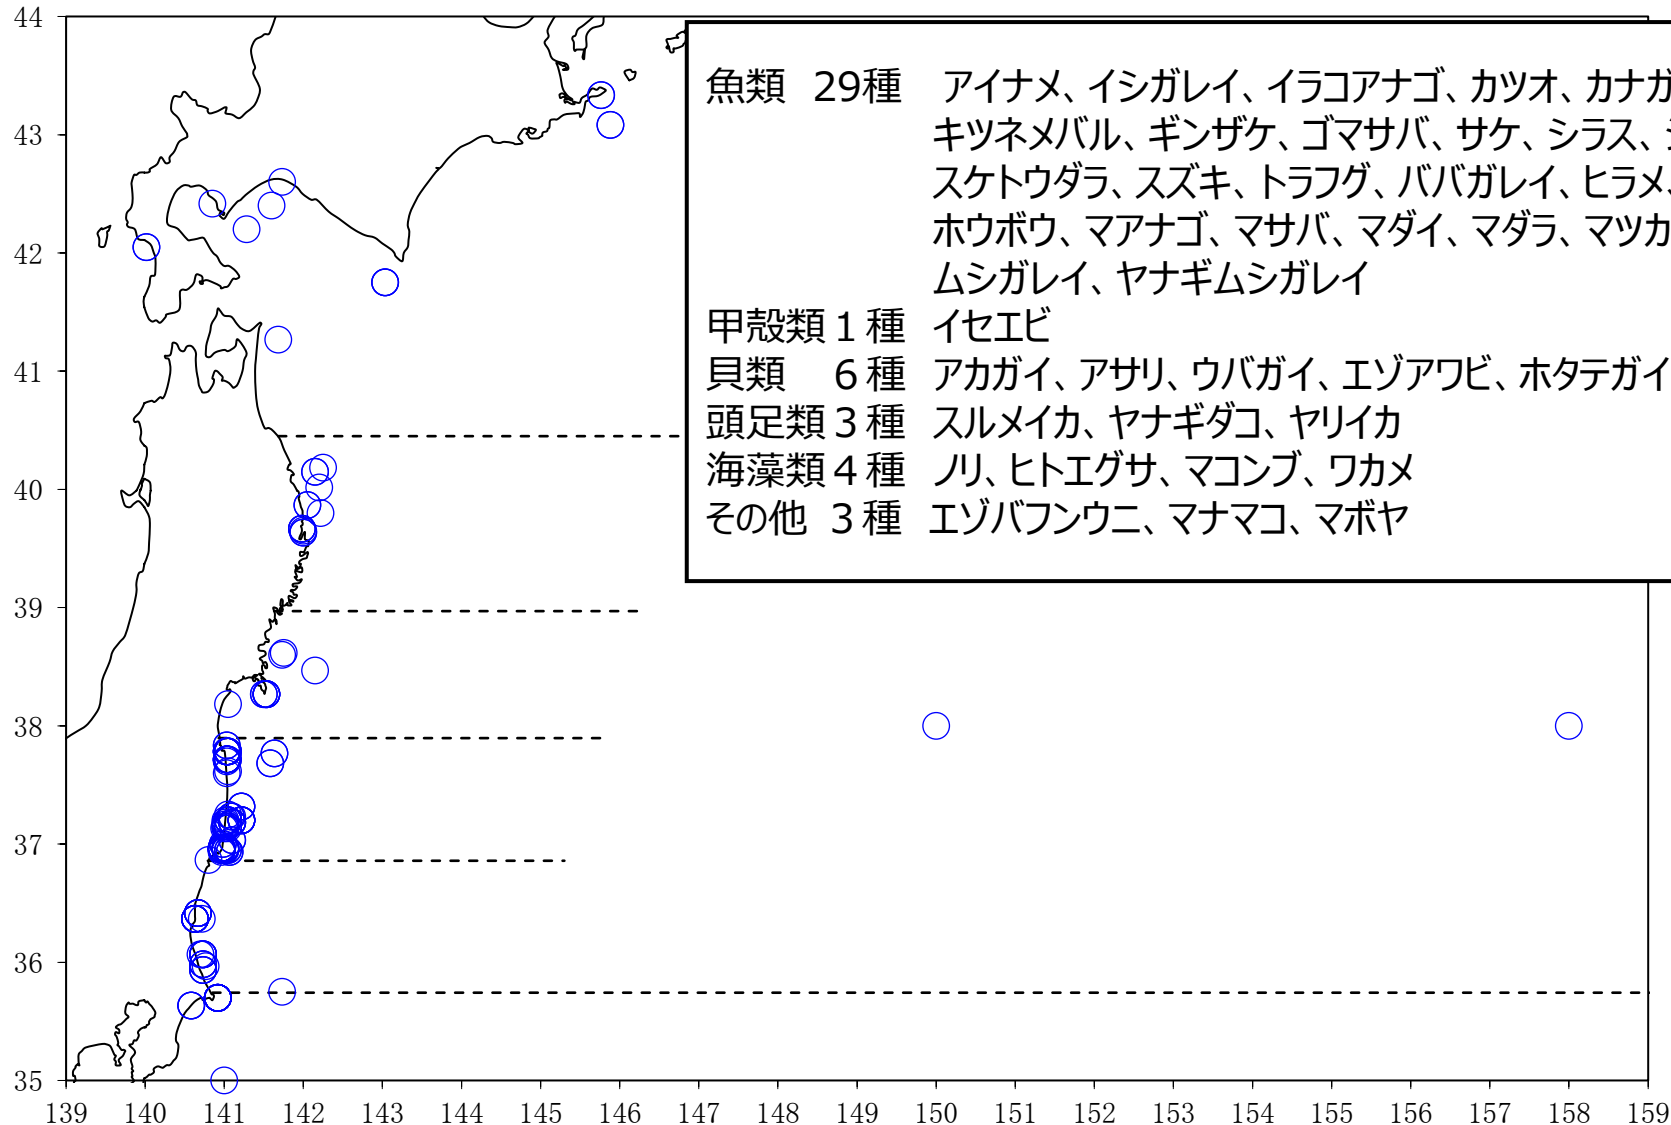 44
43
42
41
40
39
38
37
36
35
139 140 141 142 143 144 145 146 147 148 149 150 151 152 153 154 155 156 157 158 159
魚類 29種 アイナメ、イシガレイ、イラコアナゴ、カツオ、カナガ
キツネメバル、ギンザケ、ゴマサバ、サケ、シラス、
スケトウダラ、スズキ、トラフグ、ババガレイ、ヒラメ、
ホウボウ、マアナゴ、マサバ、マダイ、マダラ、マツカ
ムシガレイ、ヤナギムシガレイ
甲殻類１種 イセエビ
貝類 6種 アカガイ、アサリ、ウバガイ、エゾアワビ、ホタテガイ
頭足類３種 スルメイカ、ヤナギダコ、ヤリイカ
海藻類４種 ノリ、ヒトエグサ、マコンブ、ワカメ
その他 3種 エゾバフンウニ、マナマコ、マボヤ